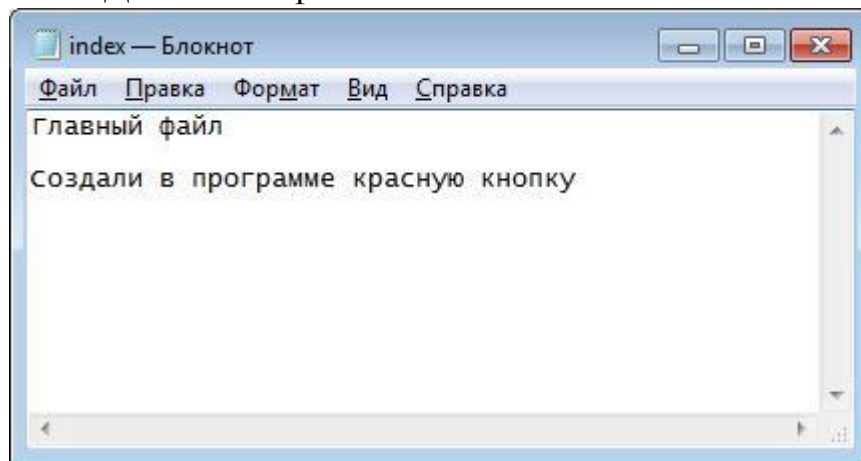 index — Блокнот
Файл Правка Формат Вид Справка
Главный файл
Создали в программе красную кнопку